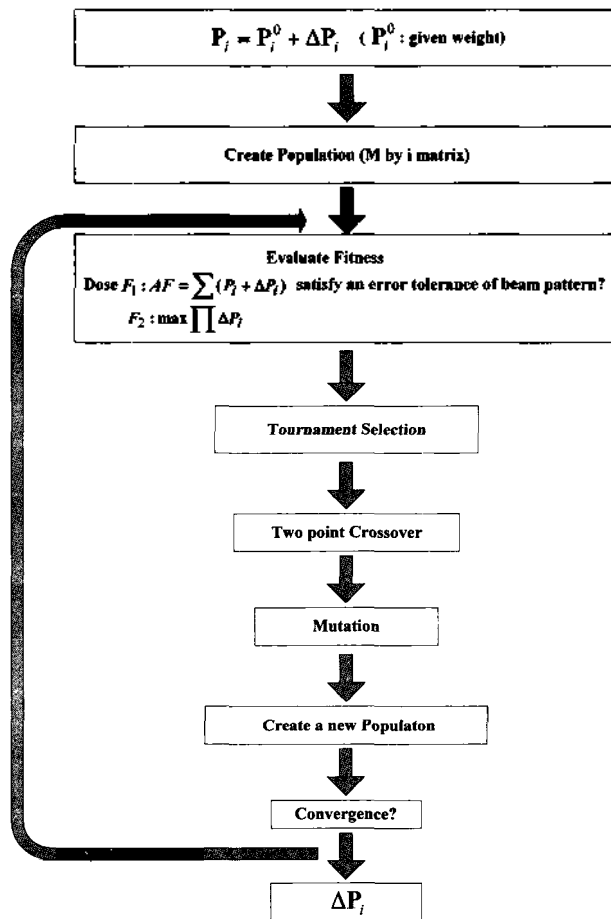 P_i = P_i^0 + ΔP_i ( P_i^0 : given weight)
Create Population (M by i matrix)
Evaluate Fitness
Dose F_1 : AF = ∑ (P_i + ΔP_i) satisfy an error tolerance of beam pattern?
F_2 : max ∏ ΔP_i
Tournament Selection
Two point Crossover
Mutation
Create a new Populaton
Convergence?
ΔP_i